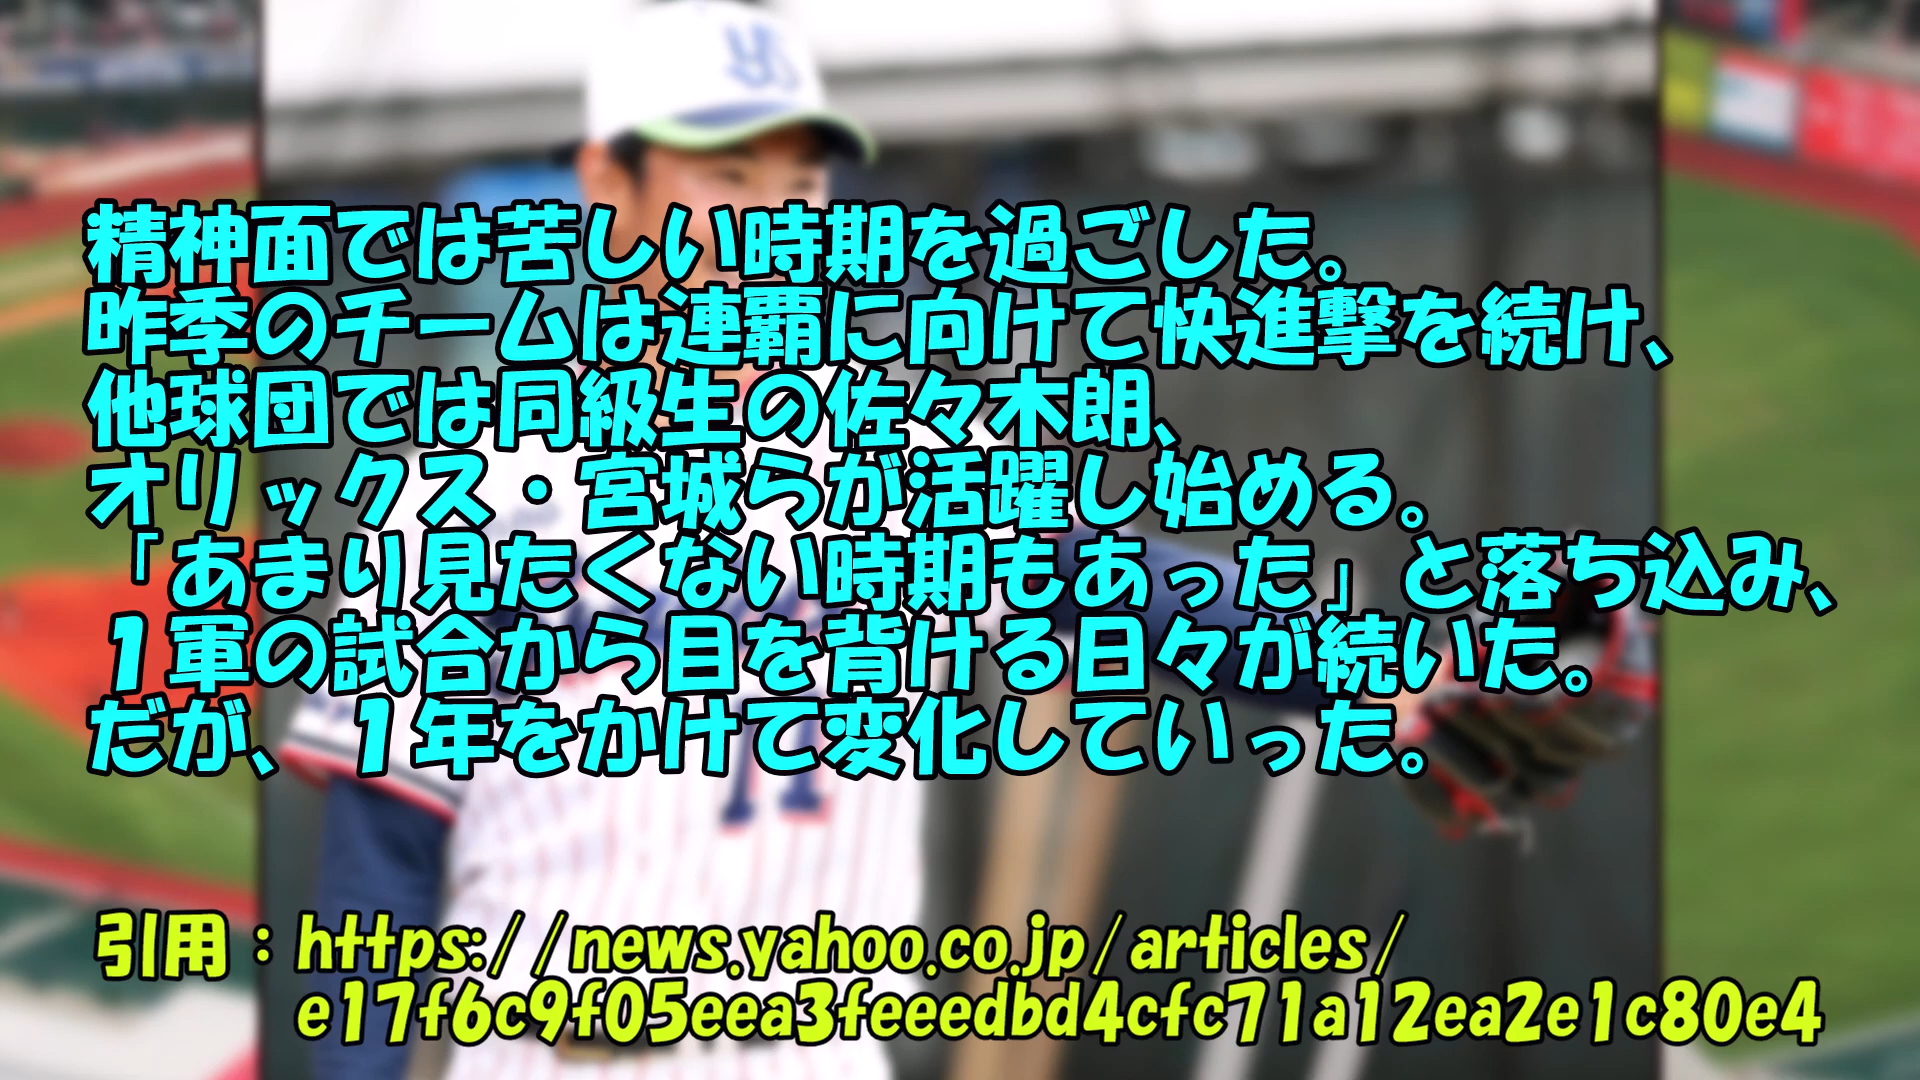 YS
精神面では苦しい時期を過ごした。
昨季のチームは連覇に向けて快進撃を続け、
他球団では同級生の佐々木朗、
オリックス・宮城らが活躍し始める。
「あまり見たくない時期もあった」と落ち込み、
１軍の試合から目を背ける日々が続いた。
だが、１年をかけて変化していった。
11
引用：https://news.yahoo.co.jp/articles/
e17f6c9f05eea3feeedbd4cfc71a12ea2e1c80e4